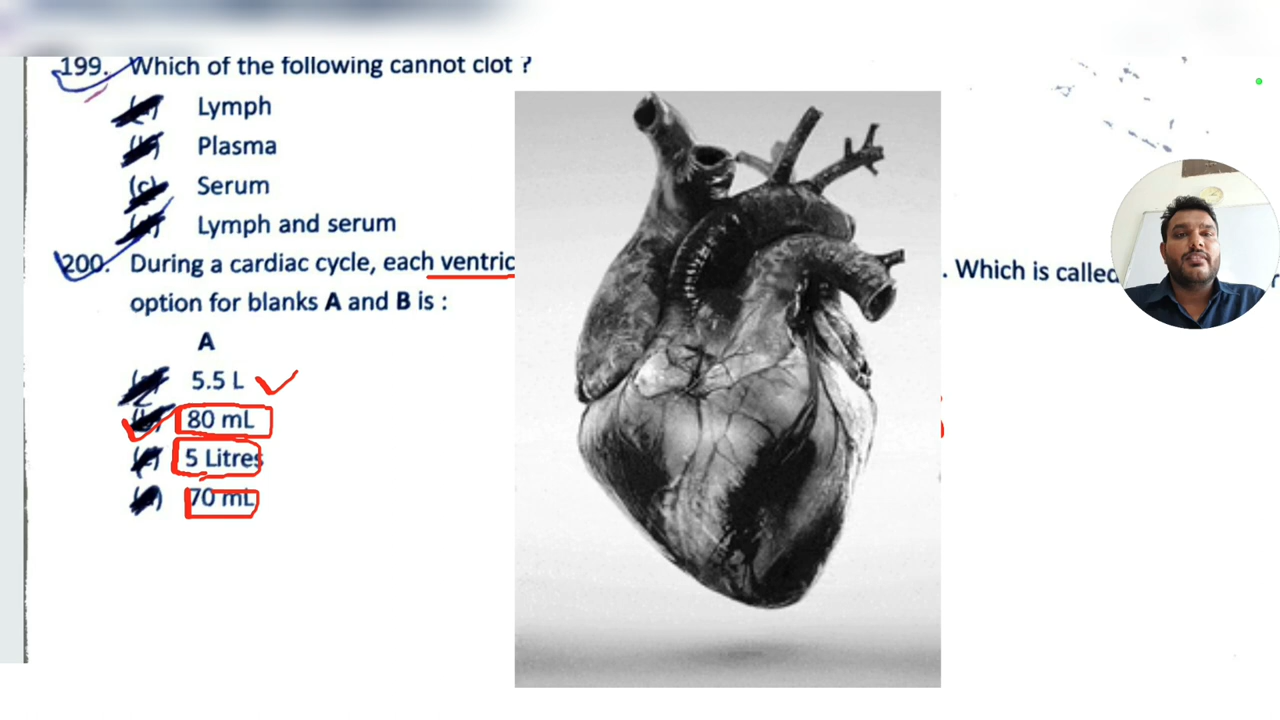 199. Which of the following cannot clot ?
Lymph
Plasma
(c) Serum
Lymph and serum
200. During a cardiac cycle, each ventric . Which is called
option for blanks A and B is :
A
5.5 L
80 mL
5 Litres
70 mL